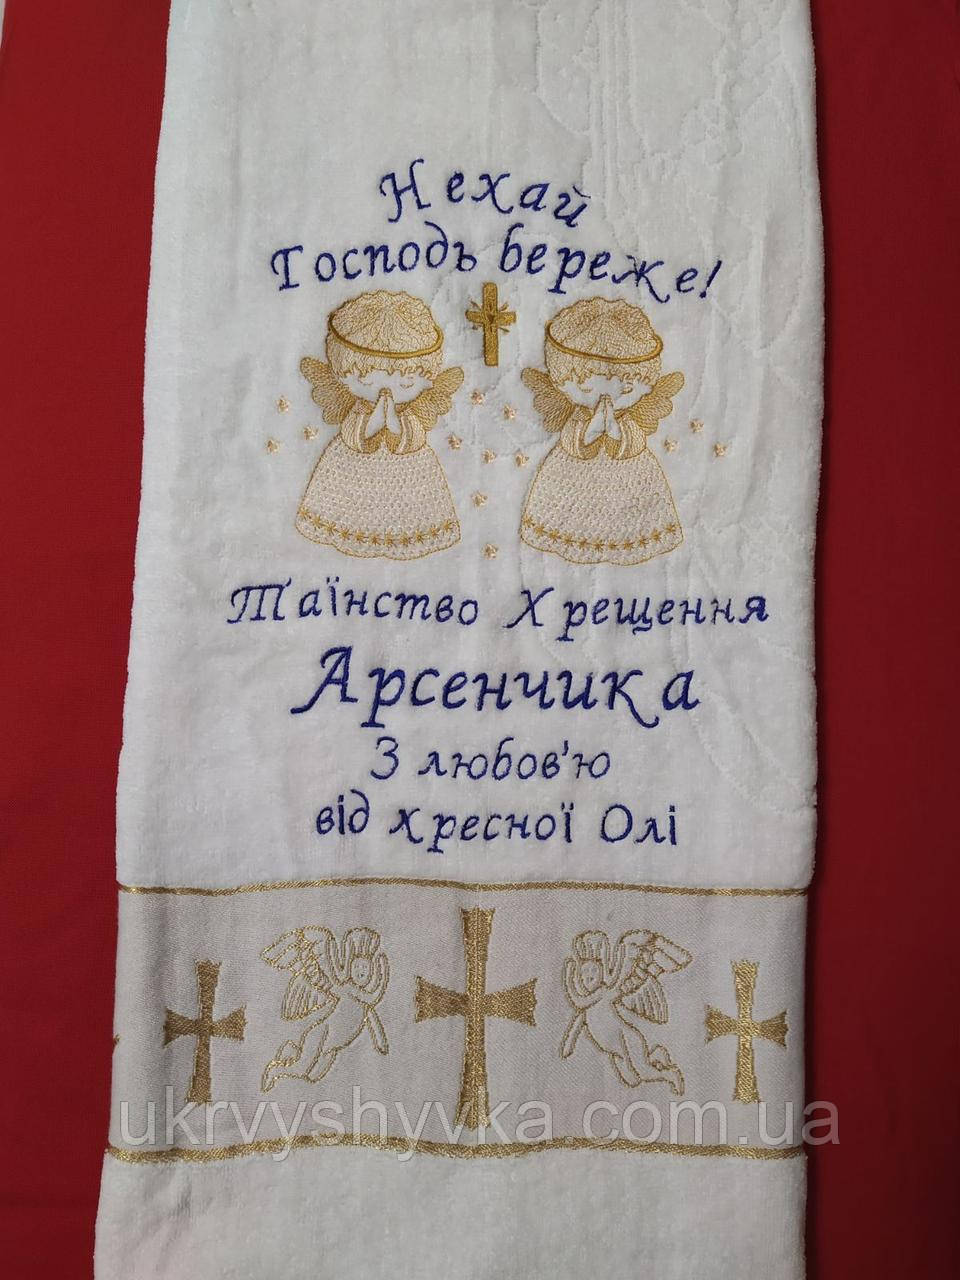 Нехай
Господь береже!
Таїнство Хрещення
Арсенчика
З любов'ю
від хресної Олі
ukrvyshyvka.com.ua